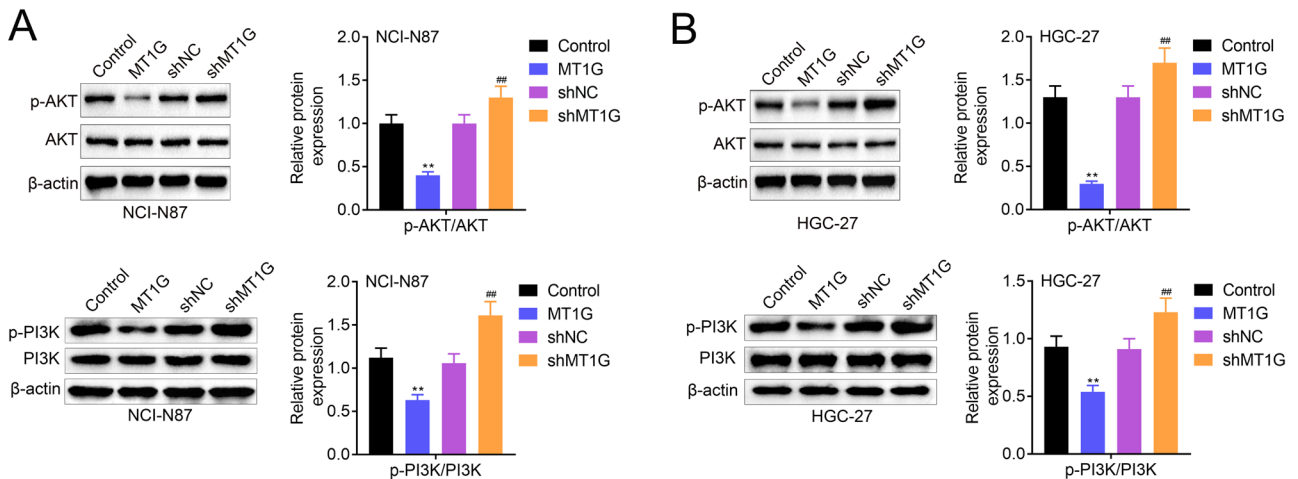 A
Control MT1G shNC shMT1G
p-AKT
AKT
β-actin
NCI-N87
Relative protein
expression
2.0
1.5
1.0
0.5
0.0
NCI-N87
**
##
p-AKT/AKT
Control
MT1G
shNC
shMT1G
Control MT1G shNC shMT1G
p-PI3K
PI3K
β-actin
NCI-N87
Relative protein
expression
2.0
1.5
1.0
0.5
0.0
NCI-N87
**
##
p-PI3K/PI3K
Control
MT1G
shNC
shMT1G
B
Control MT1G shNC shMT1G
p-AKT
AKT
β-actin
HGC-27
Relative protein
expression
2.0
1.5
1.0
0.5
0.0
HGC-27
**
##
p-AKT/AKT
Control
MT1G
shNC
shMT1G
Control MT1G shNC shMT1G
p-PI3K
PI3K
β-actin
HGC-27
Relative protein
expression
1.5
1.0
0.5
0.0
HGC-27
**
##
p-PI3K/PI3K
Control
MT1G
shNC
shMT1G